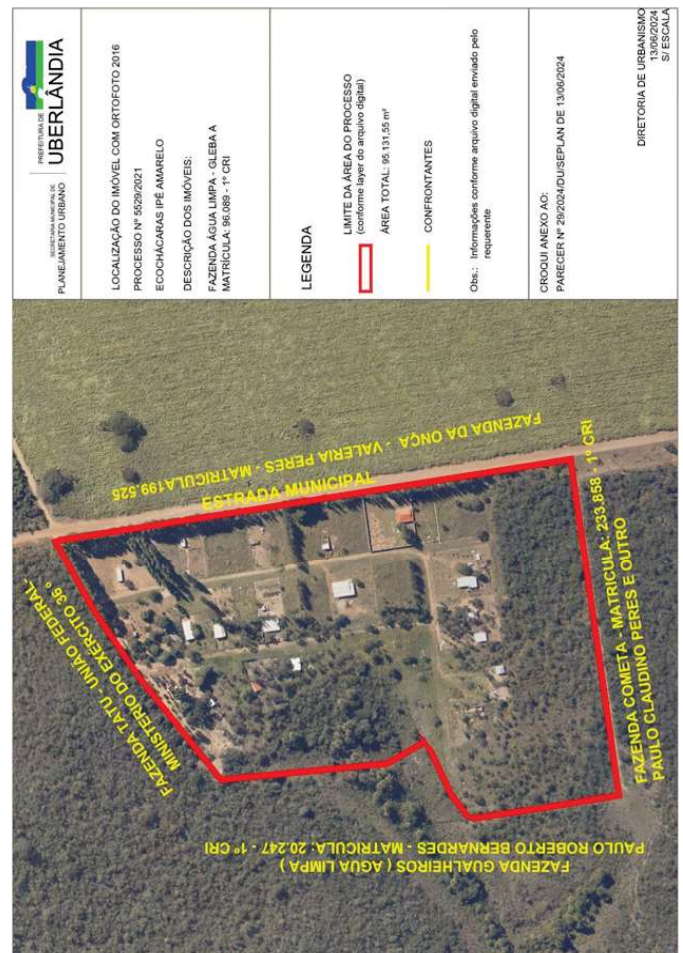 SECRETARIA MUNICIPAL DE
PLANEJAMENTO URBANO
PREFEITURA DE
UBERLÂNDIA
LOCALIZAÇÃO DO IMÓVEL COM ORTOFOTO 2016
PROCESSO Nº 5529/2021
ECOCHÁCARAS IPÊ AMARELO
DESCRIÇÃO DOS IMÓVEIS:
FAZENDA ÁGUA LIMPA - GLEBA A
MATRÍCULA: 96.089 - 1º CRI
LEGENDA
LIMITE DA ÁREA DO PROCESSO
(conforme layer do arquivo digital)
ÁREA TOTAL: 95.131,55 m²
CONFRONTANTES
Obs.: Informações conforme arquivo digital enviado pelo
requerente
CROQUI ANEXO AO:
PARECER Nº 29/2024/DU/SEPLAN DE 13/06/2024
DIRETORIA DE URBANISMO
13/06/2024
S/ ESCALA
FAZENDA TATU - UNIÃO FEDERAL-
MINISTERIO DO EXÉRCITO 36º
FAZENDA DA ONÇA - VALERIA PERES - MATRICULA199.525
ESTRADA MUNICIPAL
FAZENDA COMETA - MATRICULA: 233.858 - 1º CRI
PAULO CLAUDINO PERES E OUTRO
FAZENDA GUALHEIROS ( AGUA LIMPA )
PAULO ROBERTO BERNARDES - MATRICULA: 20.247 - 1º CRI